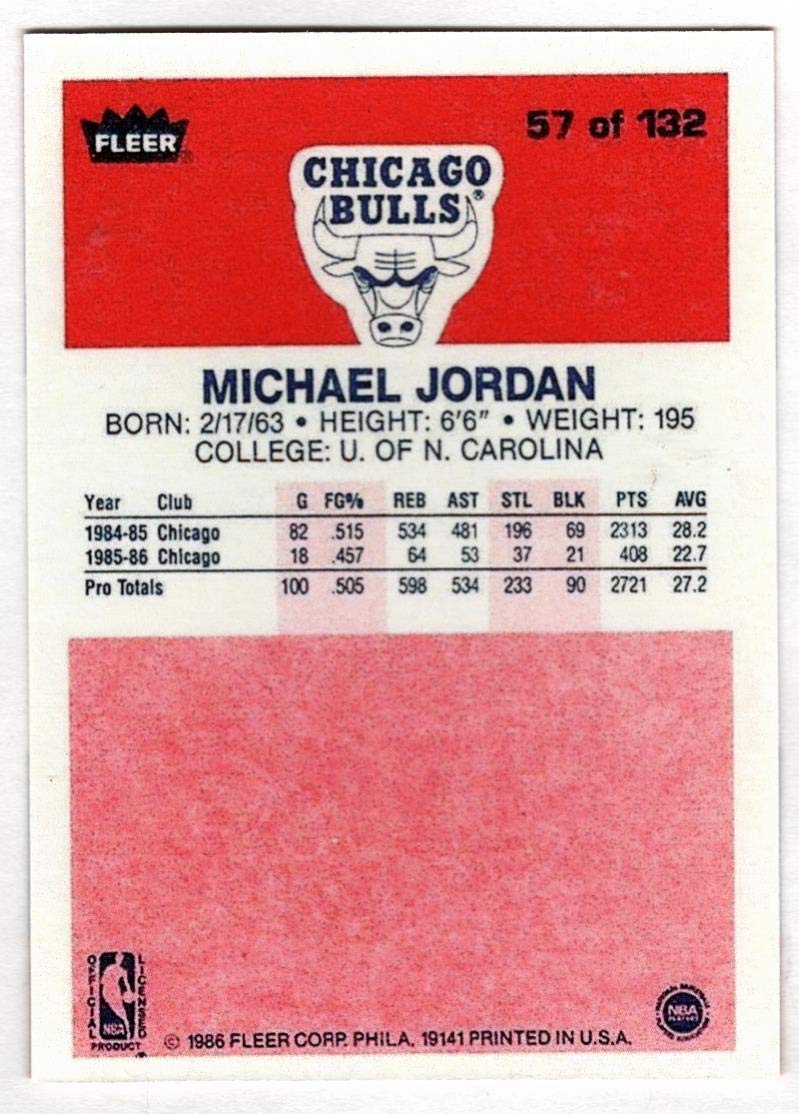 FLEER®
57 of 132
CHICAGO
BULLS®
MICHAEL JORDAN
BORN: 2/17/63 • HEIGHT: 6'6" • WEIGHT: 195
COLLEGE: U. OF N. CAROLINA
Year Club G FG% REB AST STL BLK PTS AVG
1984-85 Chicago 82 .515 534 481 196 69 2313 28.2
1985-86 Chicago 18 .457 64 53 37 21 408 22.7
Pro Totals 100 .505 598 534 233 90 2721 27.2
OFFICIAL
LICENSED
NBA
PRODUCT
© 1986 FLEER CORP. PHILA. 19141 PRINTED IN U.S.A.
NBA
PLAYERS